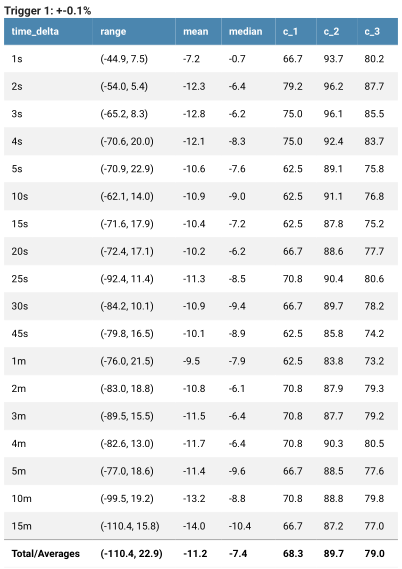 Trigger 1: +-0.1%
time_delta range mean median c_1 c_2 c_3
1s (-44.9, 7.5) -7.2 -0.7 66.7 93.7 80.2
2s (-54.0, 5.4) -12.3 -6.4 79.2 96.2 87.7
3s (-65.2, 8.3) -12.8 -6.2 75.0 96.1 85.5
4s (-70.6, 20.0) -12.1 -8.3 75.0 92.4 83.7
5s (-70.9, 22.9) -10.6 -7.6 62.5 89.1 75.8
10s (-62.1, 14.0) -10.9 -9.0 62.5 91.1 76.8
15s (-71.6, 17.9) -10.4 -7.2 62.5 87.8 75.2
20s (-72.4, 17.1) -10.2 -6.2 66.7 88.6 77.7
25s (-92.4, 11.4) -11.3 -8.5 70.8 90.4 80.6
30s (-84.2, 10.1) -10.9 -9.4 66.7 89.7 78.2
45s (-79.8, 16.5) -10.1 -8.9 62.5 85.8 74.2
1m (-76.0, 21.5) -9.5 -7.9 62.5 83.8 73.2
2m (-83.0, 18.8) -10.8 -6.1 70.8 87.9 79.3
3m (-89.5, 15.5) -11.5 -6.4 70.8 87.7 79.2
4m (-82.6, 13.0) -11.7 -6.4 70.8 90.3 80.5
5m (-77.0, 18.6) -11.4 -9.6 66.7 88.5 77.6
10m (-99.5, 19.2) -13.2 -8.8 70.8 88.8 79.8
15m (-110.4, 15.8) -14.0 -10.4 66.7 87.2 77.0
Total/Averages (-110.4, 22.9) -11.2 -7.4 68.3 89.7 79.0